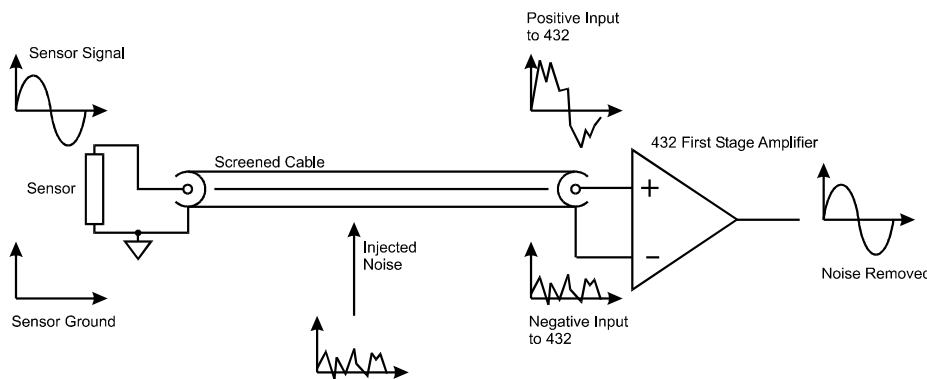 Positive Input
to 432
Sensor Signal
432 First Stage Amplifier
Screened Cable
+
Sensor
Injected
Noise
−
Noise Removed
Sensor Ground
Negative Input
to 432